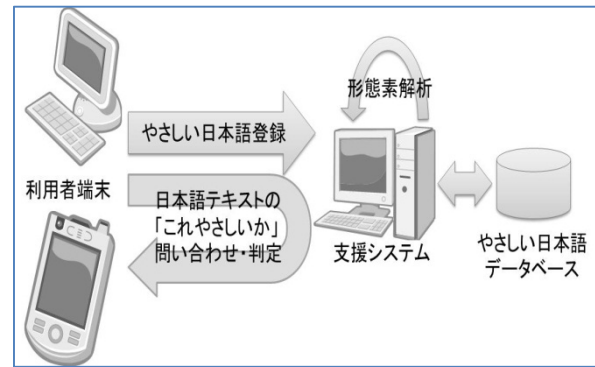 形態素解析
やさしい日本語登録
利用者端末
日本語テキストの
「これやさしいか」
問い合わせ・判定
支援システム
やさしい日本語
データベース